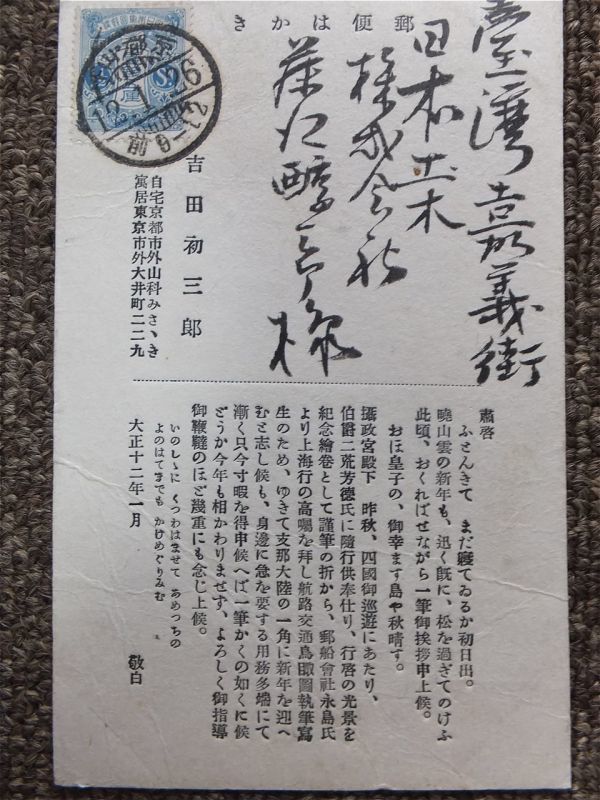 郵便はかき
臺灣嘉義街
日本土木
株式会社
様
吉田初三郎
自宅京都市外山科みさゝき
寓居東京市外大井町二二九
12.1.26
前9-12
肅啓
ふとんきて まだ寢てゐるか初日出。
曉山雲の新年も、迅く既に、松を過ぎてのけふ
此頃、おくればせながら一筆御挨拶申上候。
おほ皇子の、御幸ます島や秋晴す。
攝政宮殿下 昨秋、四國御巡遊にあたり、
伯爵二荒芳德氏に隨行供奉仕り、行啓の光景を
紀念繪卷として謹筆の折から、郵船會社永島氏
より上海行の高囑を拜し航路交通鳥瞰圖執筆寫
生のため、ゆきて支那大陸の一角に新年を迎へ
むと志し候も、身邊に急を要する用務多端にて
漸く只今寸暇を得申候へば一筆かくの如くに候
どうか今年も相かわりませず、よろしく御指導
御鞭韃のほど幾重にも念じ上候。
いのしゝに くつわはませて あめつちの
よのはてまでも かけめぐりみむ
大正十二年一月 敬白